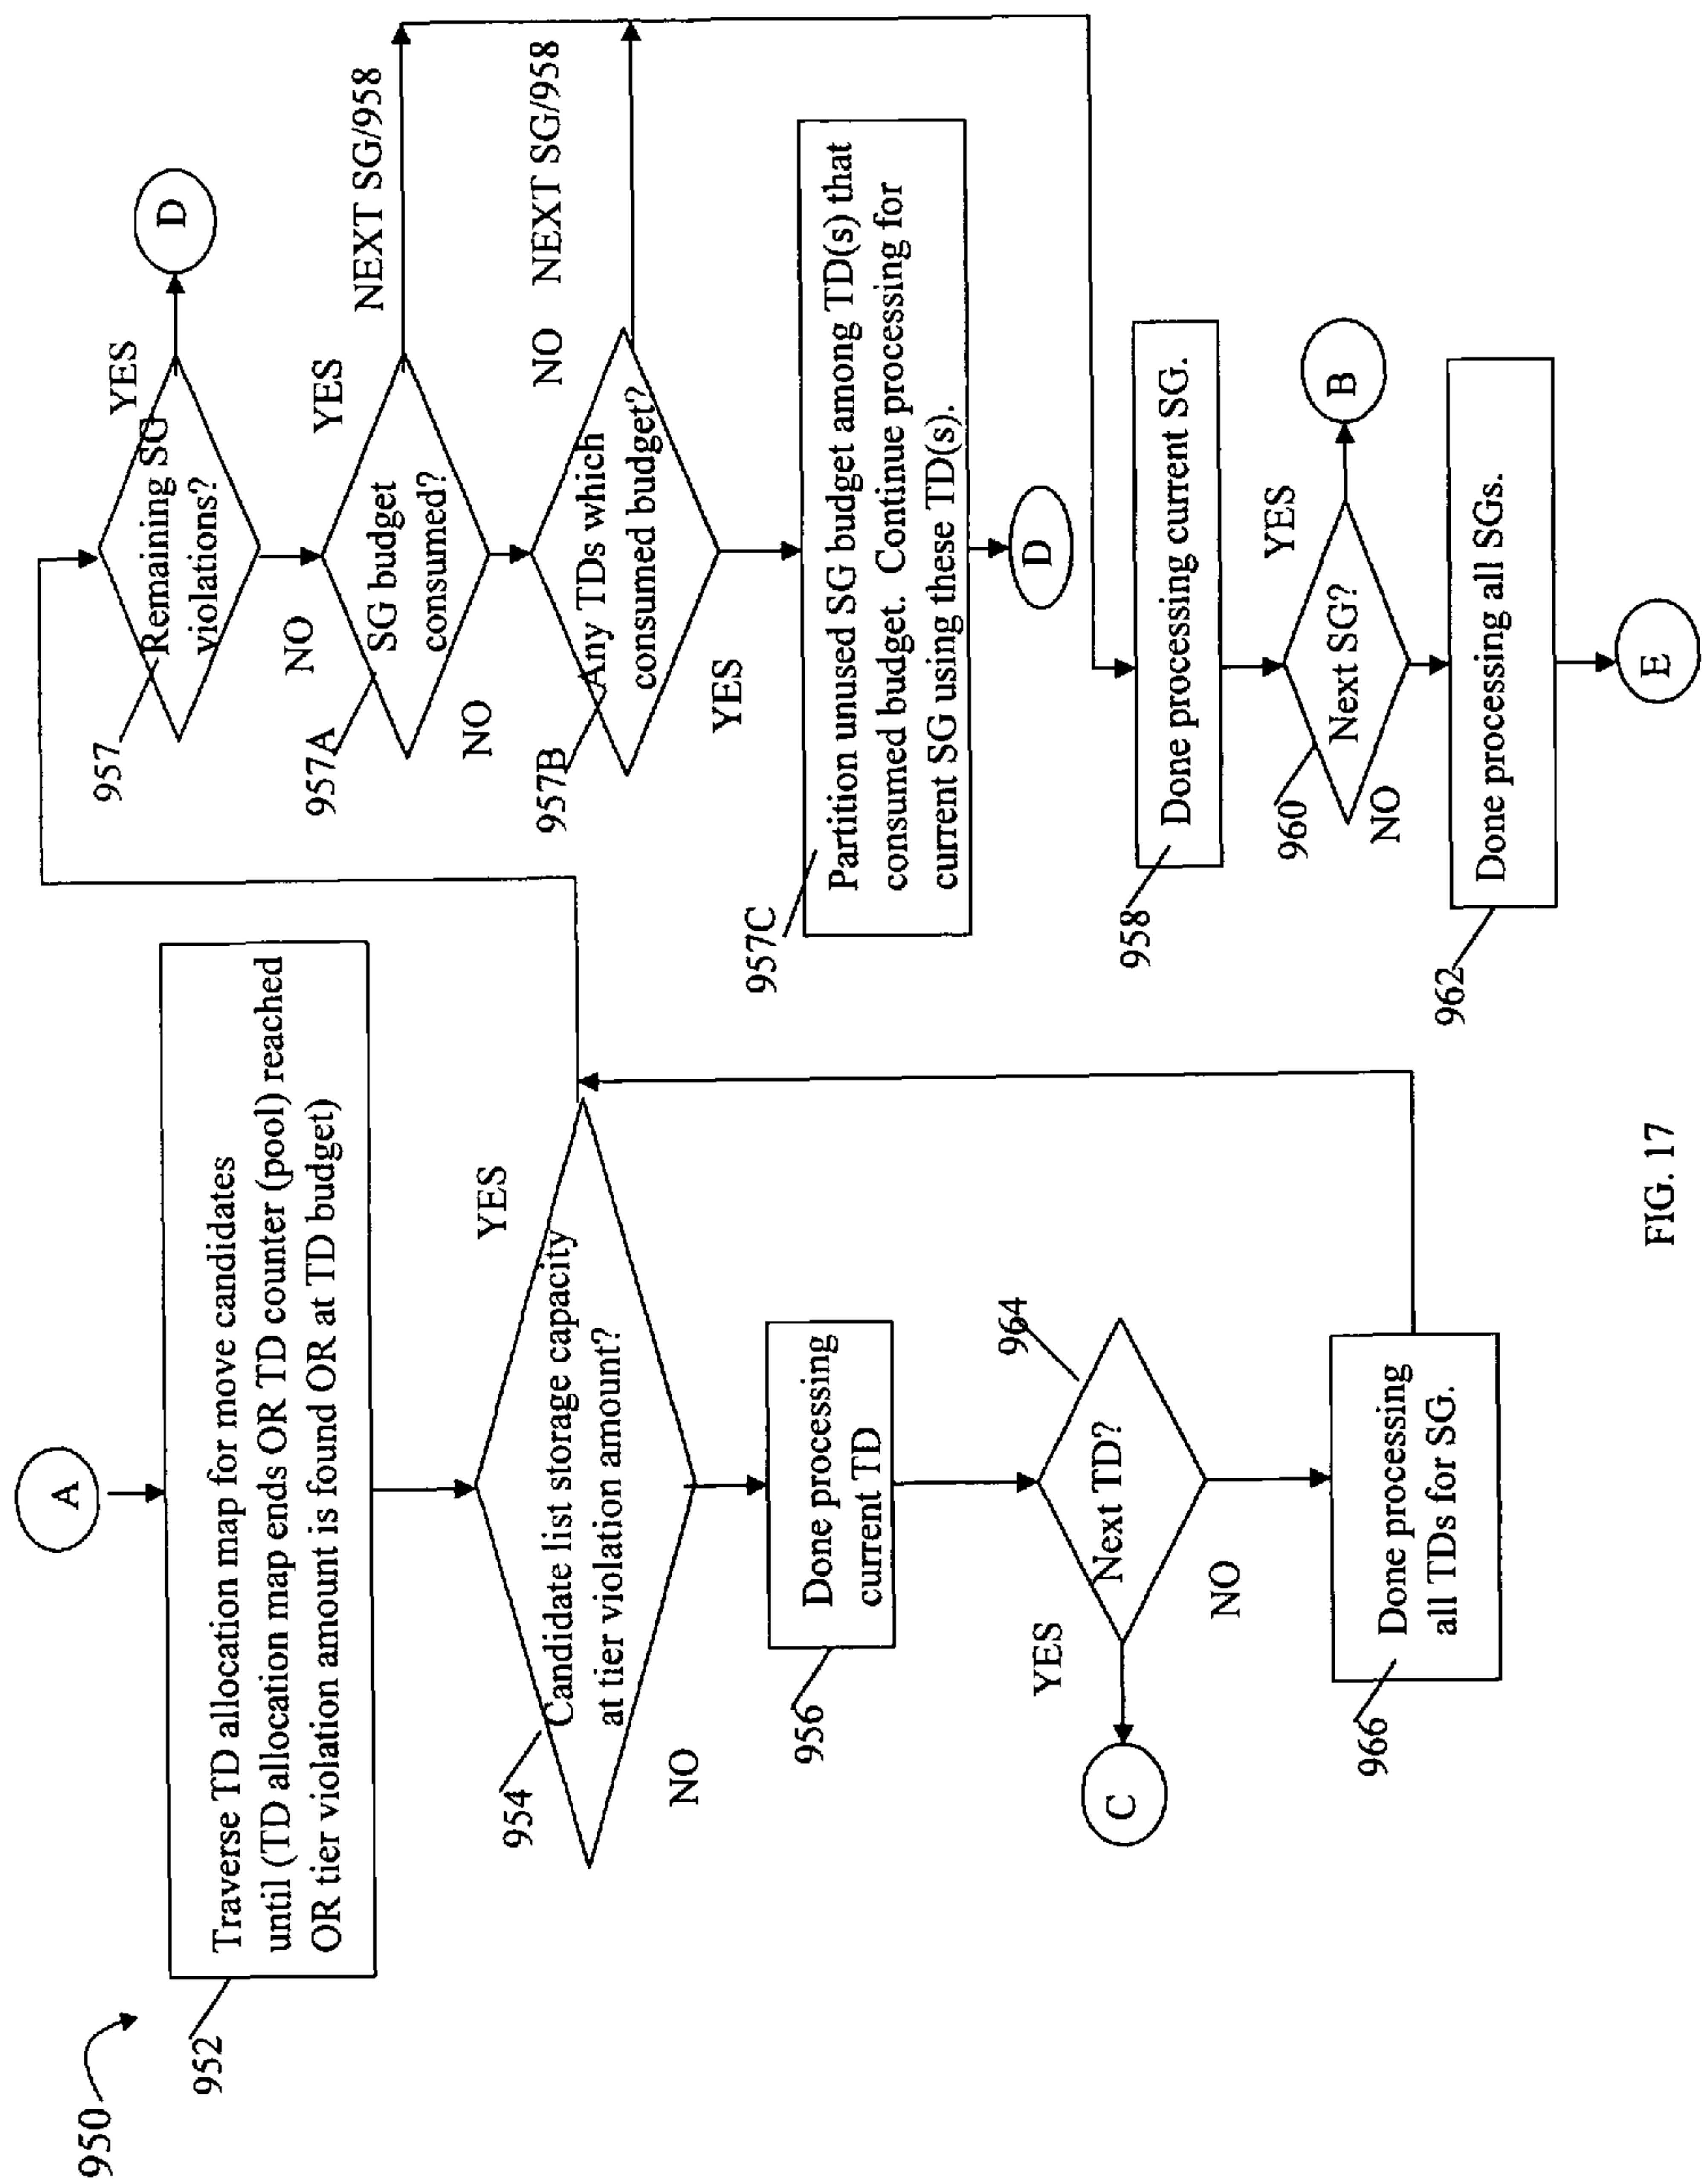 950
A
952
Traverse TD allocation map for move candidates
until (TD allocation map ends OR TD counter (pool) reached
OR tier violation amount is found OR at TD budget)
954
Candidate list storage capacity
at tier violation amount?
YES
NO
956
Done processing
current TD
964
Next TD?
YES
C
NO
966
Done processing
all TDs for SG.
957
Remaining SG
violations?
YES
D
NO
957A
SG budget
consumed?
YES
NEXT SG/958
NO
957B
Any TDs which
consumed budget?
NO NEXT SG/958
YES
957C
Partition unused SG budget among TD(s) that
consumed budget. Continue processing for
current SG using these TD(s).
D
958
Done processing current SG.
960
Next SG?
YES
B
NO
962
Done processing all SGs.
E
FIG. 17